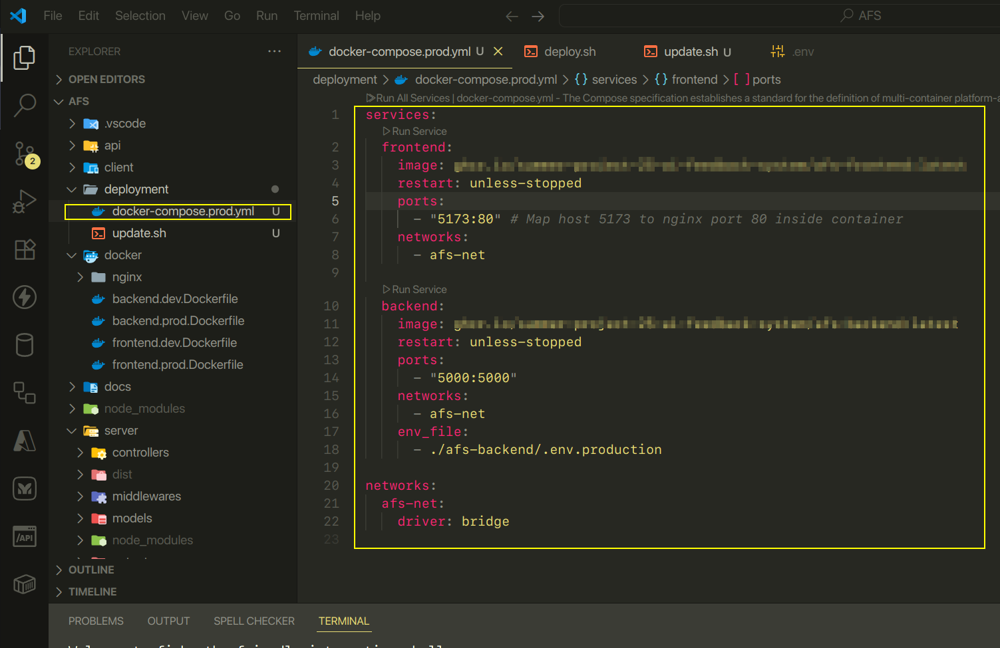 File Edit Selection View Go Run Terminal Help
AFS
EXPLORER
OPEN EDITORS
AFS
.vscode
api
client
deployment
docker-compose.prod.yml U
update.sh U
docker
nginx
backend.dev.Dockerfile
backend.prod.Dockerfile
frontend.dev.Dockerfile
frontend.prod.Dockerfile
docs
node_modules
server
controllers
dist
middlewares
models
node_modules
OUTLINE
TIMELINE
2
/API
docker-compose.prod.yml U deploy.sh update.sh U .env
deployment > docker-compose.prod.yml > {} services > {} frontend > [ ] ports
Run All Services | docker-compose.yml - The Compose specification establishes a standard for the definition of multi-container platform-a
1 services:
Run Service
2 frontend:
3 image:
4 restart: unless-stopped
5 ports:
6 - "5173:80" # Map host 5173 to nginx port 80 inside container
7 networks:
8 - afs-net
9
Run Service
10 backend:
11 image:
12 restart: unless-stopped
13 ports:
14 - "5000:5000"
15 networks:
16 - afs-net
17 env_file:
18 - ./afs-backend/.env.production
19
20 networks:
21 afs-net:
22 driver: bridge
23
PROBLEMS OUTPUT SPELL CHECKER TERMINAL